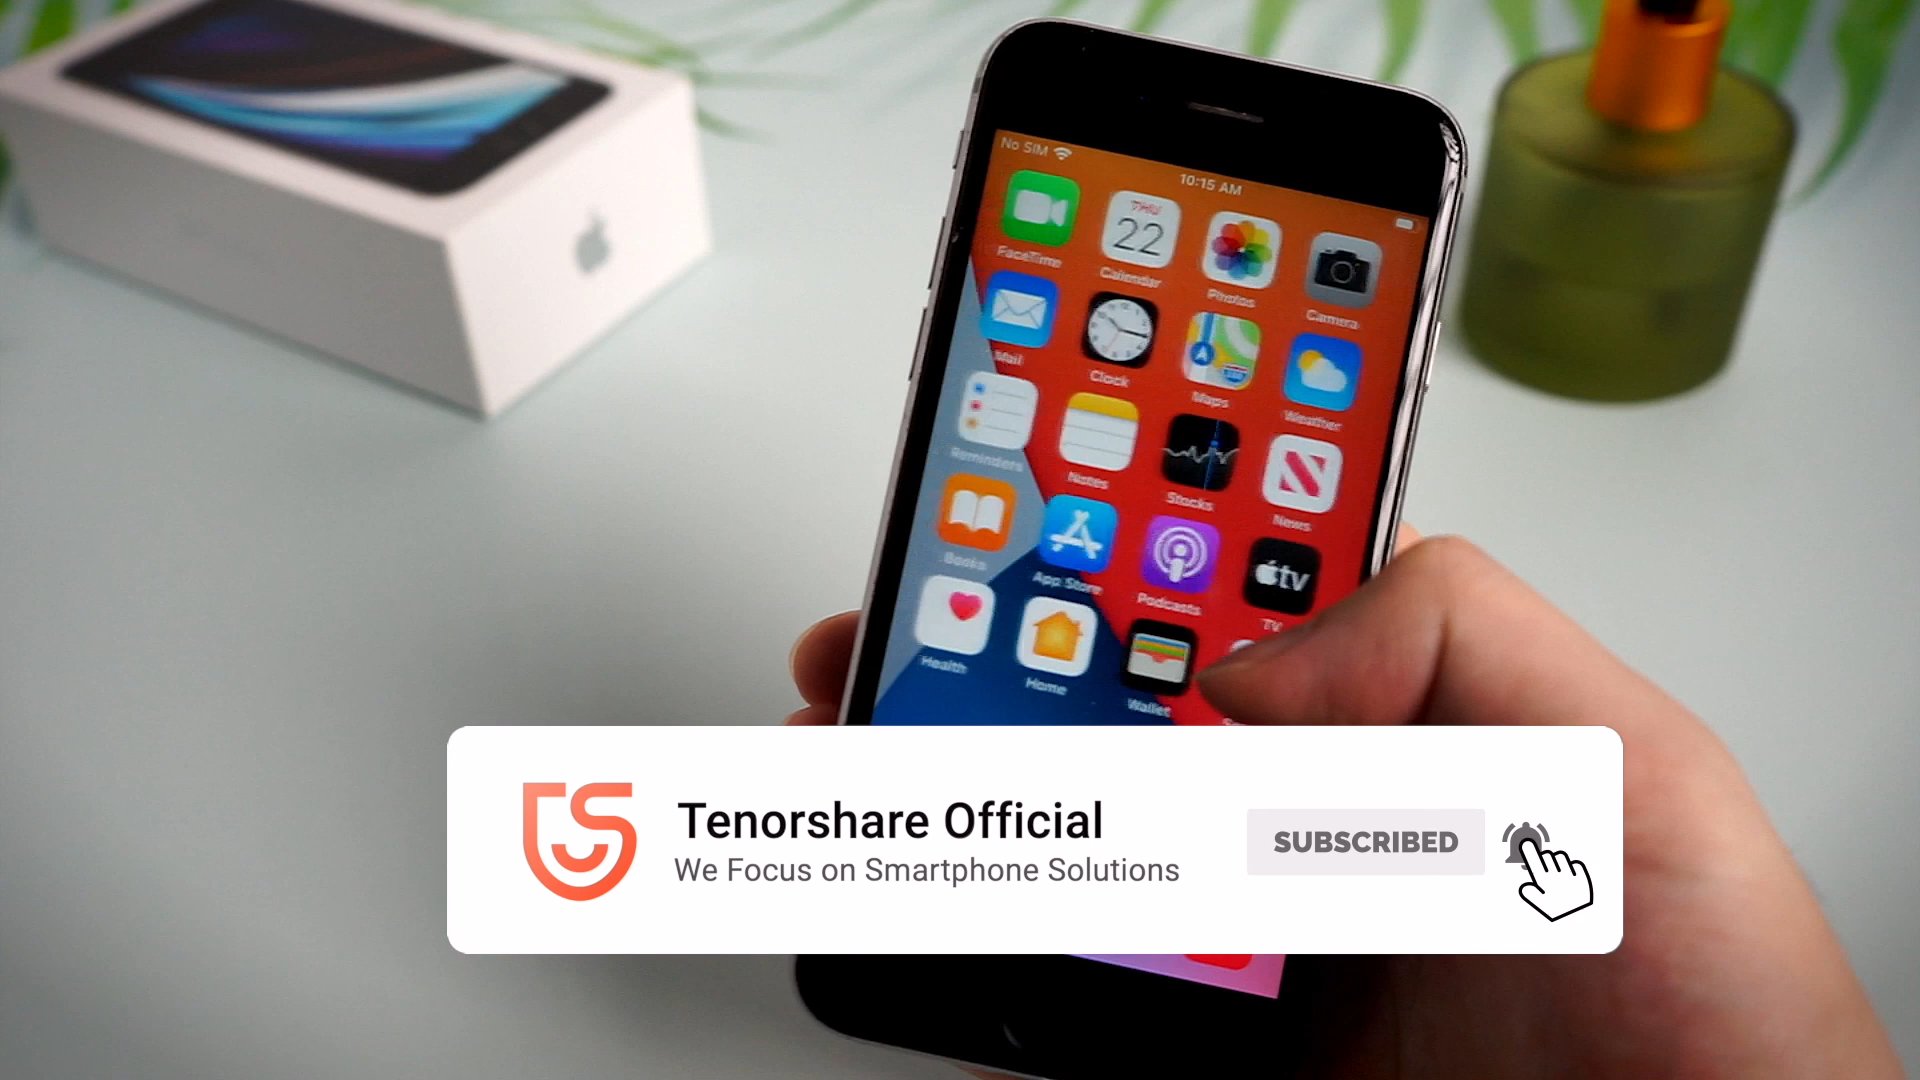 No SIM
10:15 AM
THU
22
FaceTime
Calendar
Photos
Camera
Mail
Clock
Maps
Weather
Reminders
Notes
Stocks
News
Books
App Store
Podcasts
tv
TV
Health
Home
Wallet
Tenorshare Official
We Focus on Smartphone Solutions
SUBSCRIBED